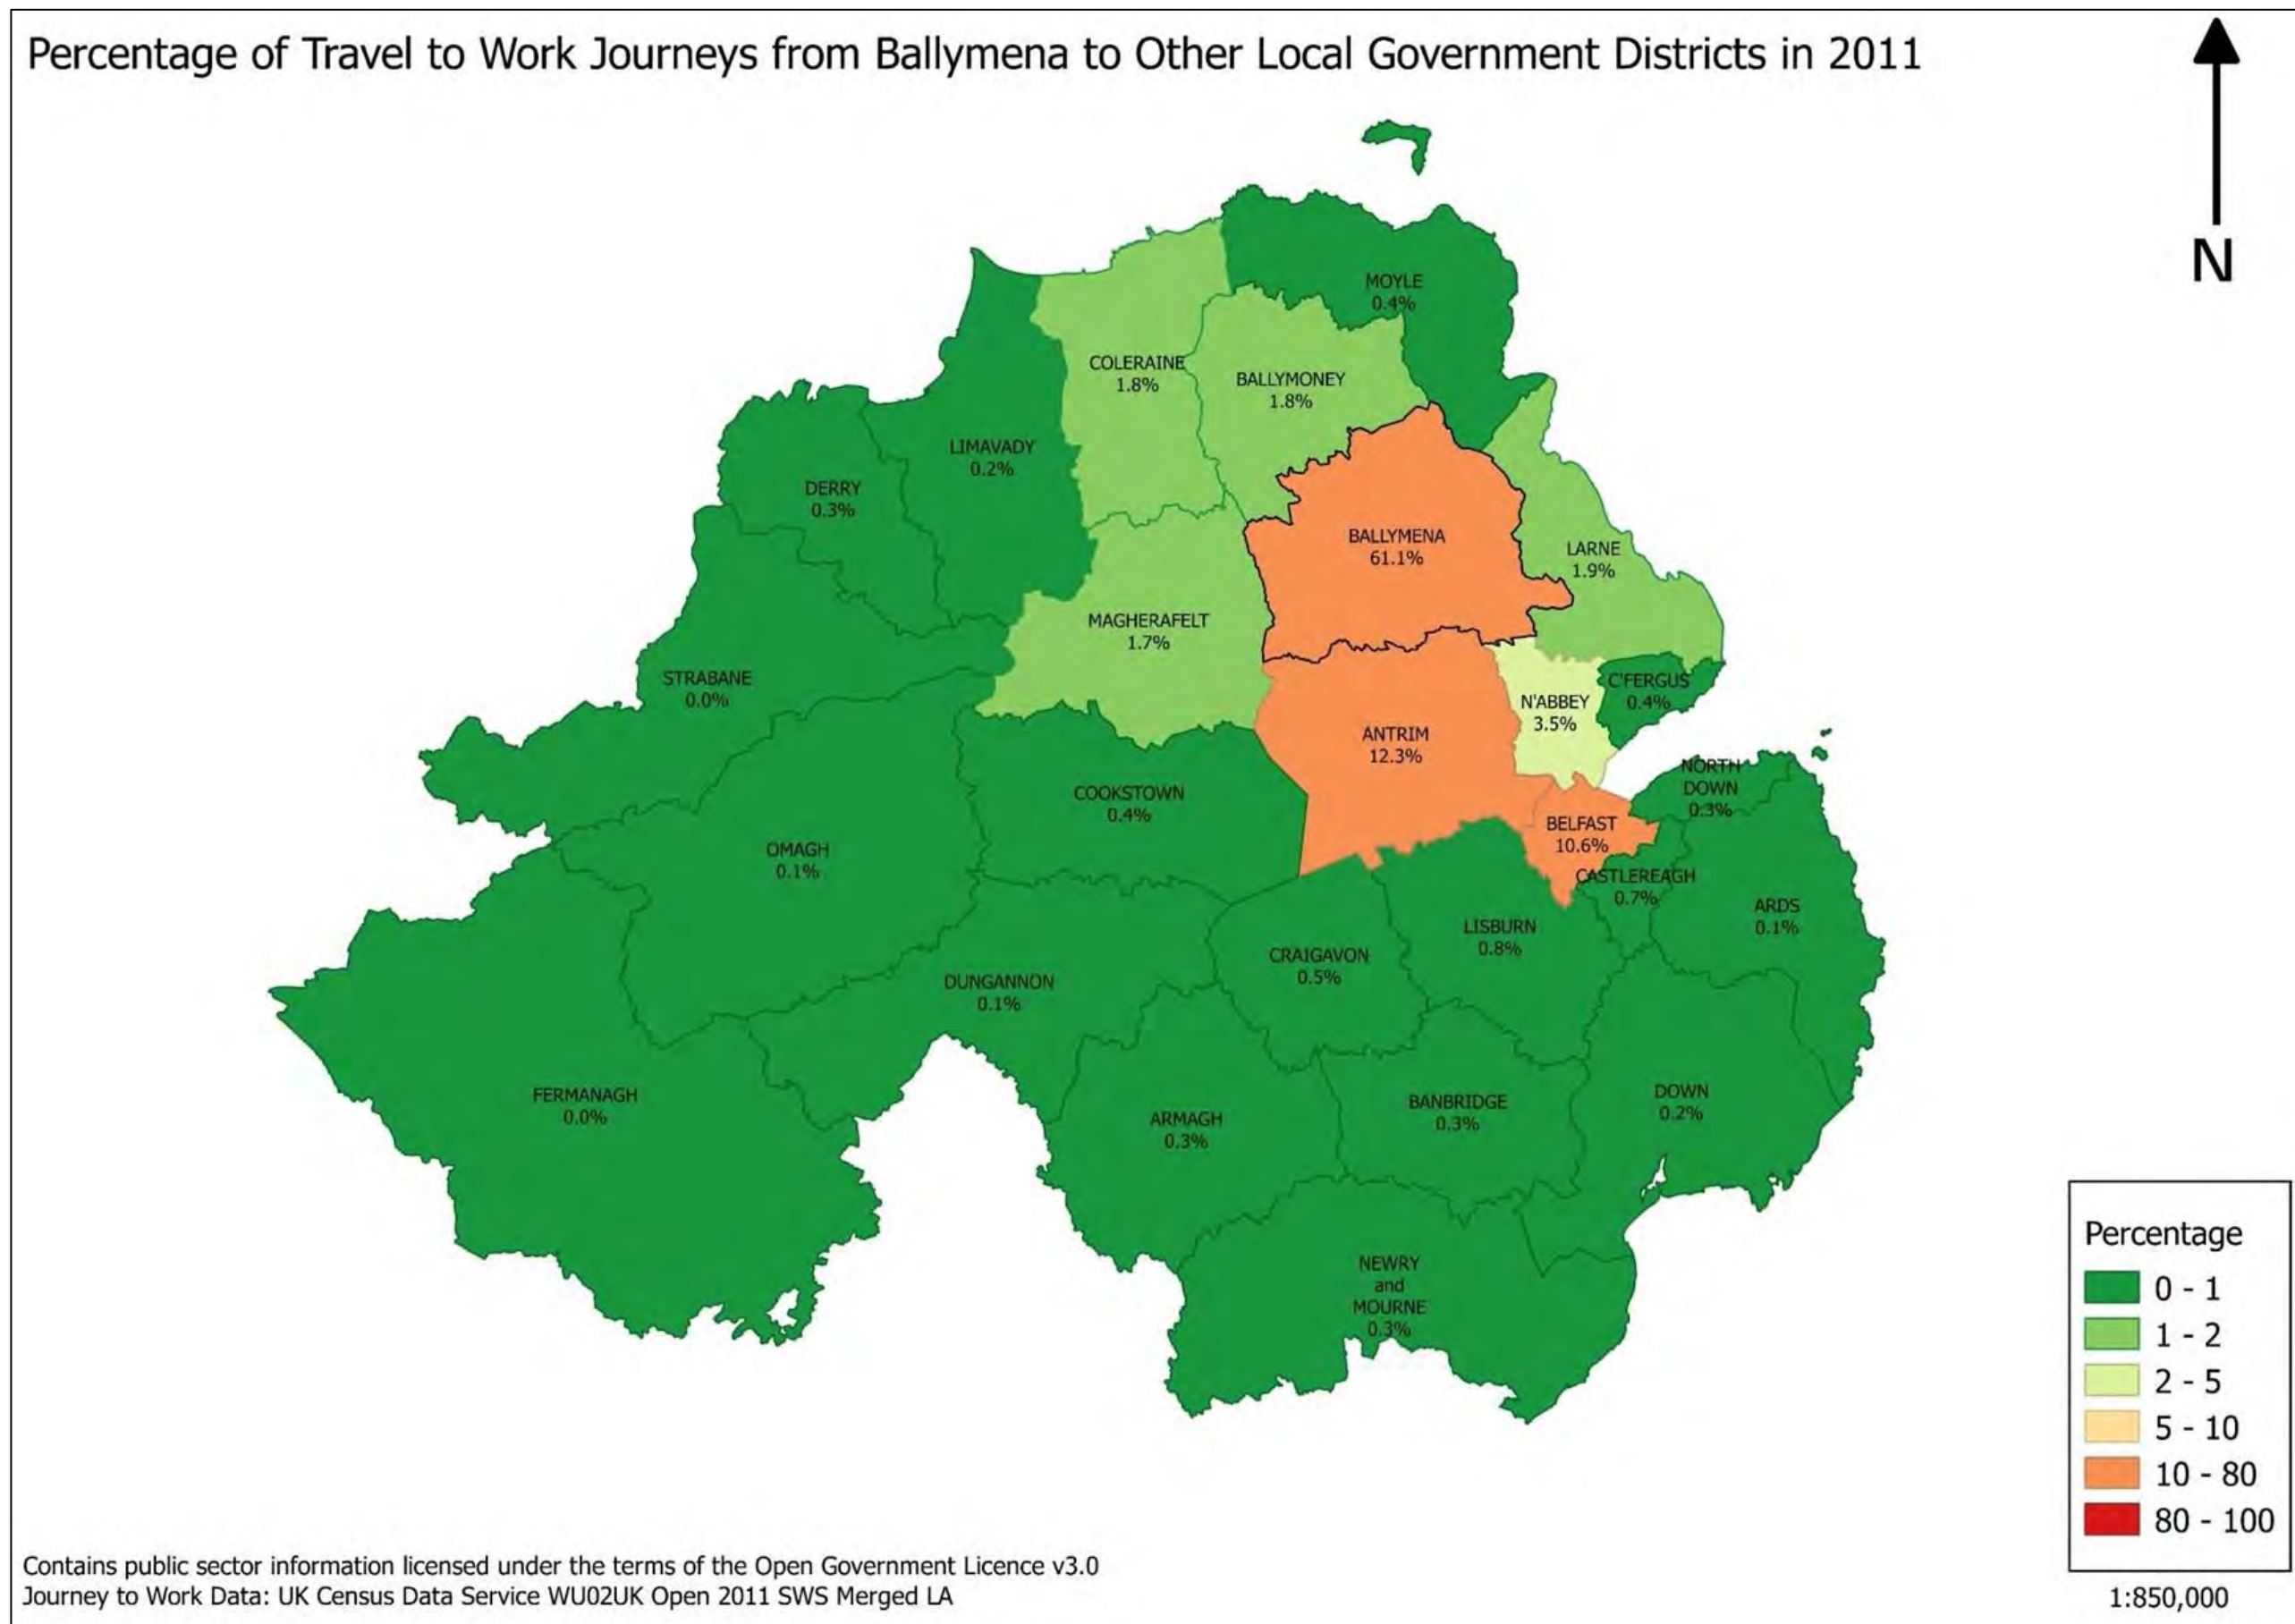 Percentage of Travel to Work Journeys from Ballymena to Other Local Government Districts in 2011
N
MOYLE
0.4%
COLERAINE
1.8%
BALLYMONEY
1.8%
LIMAVADY
0.2%
DERRY
0.3%
BALLYMENA
61.1%
LARNE
1.9%
MAGHERAFELT
1.7%
STRABANE
0.0%
C'FERGUS
0.4%
N'ABBEY
3.5%
ANTRIM
12.3%
NORTH
DOWN
0.3%
COOKSTOWN
0.4%
BELFAST
10.6%
OMAGH
0.1%
CASTLEREAGH
0.7%
ARDS
0.1%
LISBURN
0.8%
CRAIGAVON
0.5%
DUNGANNON
0.1%
FERMANAGH
0.0%
ARMAGH
0.3%
BANBRIDGE
0.3%
DOWN
0.2%
NEWRY
and
MOURNE
0.3%
Percentage
0 - 1
1 - 2
2 - 5
5 - 10
10 - 80
80 - 100
1:850,000
Contains public sector information licensed under the terms of the Open Government Licence v3.0
Journey to Work Data: UK Census Data Service WU02UK Open 2011 SWS Merged LA